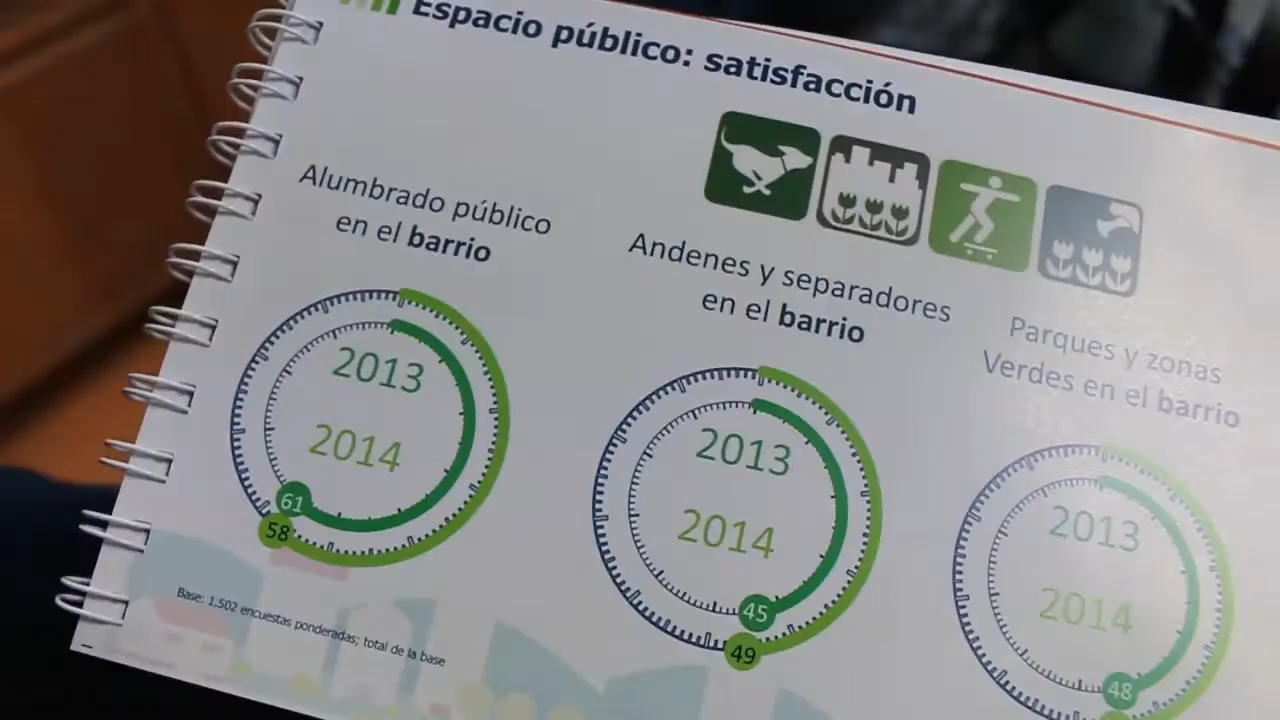 Espacio público: satisfacción
Alumbrado público
en el barrio
2013
2014
61
58
Andenes y separadores
en el barrio
2013
2014
45
49
Parques y zonas
Verdes en el barrio
2013
2014
48
Base: 1.502 encuestas ponderadas; total de la base